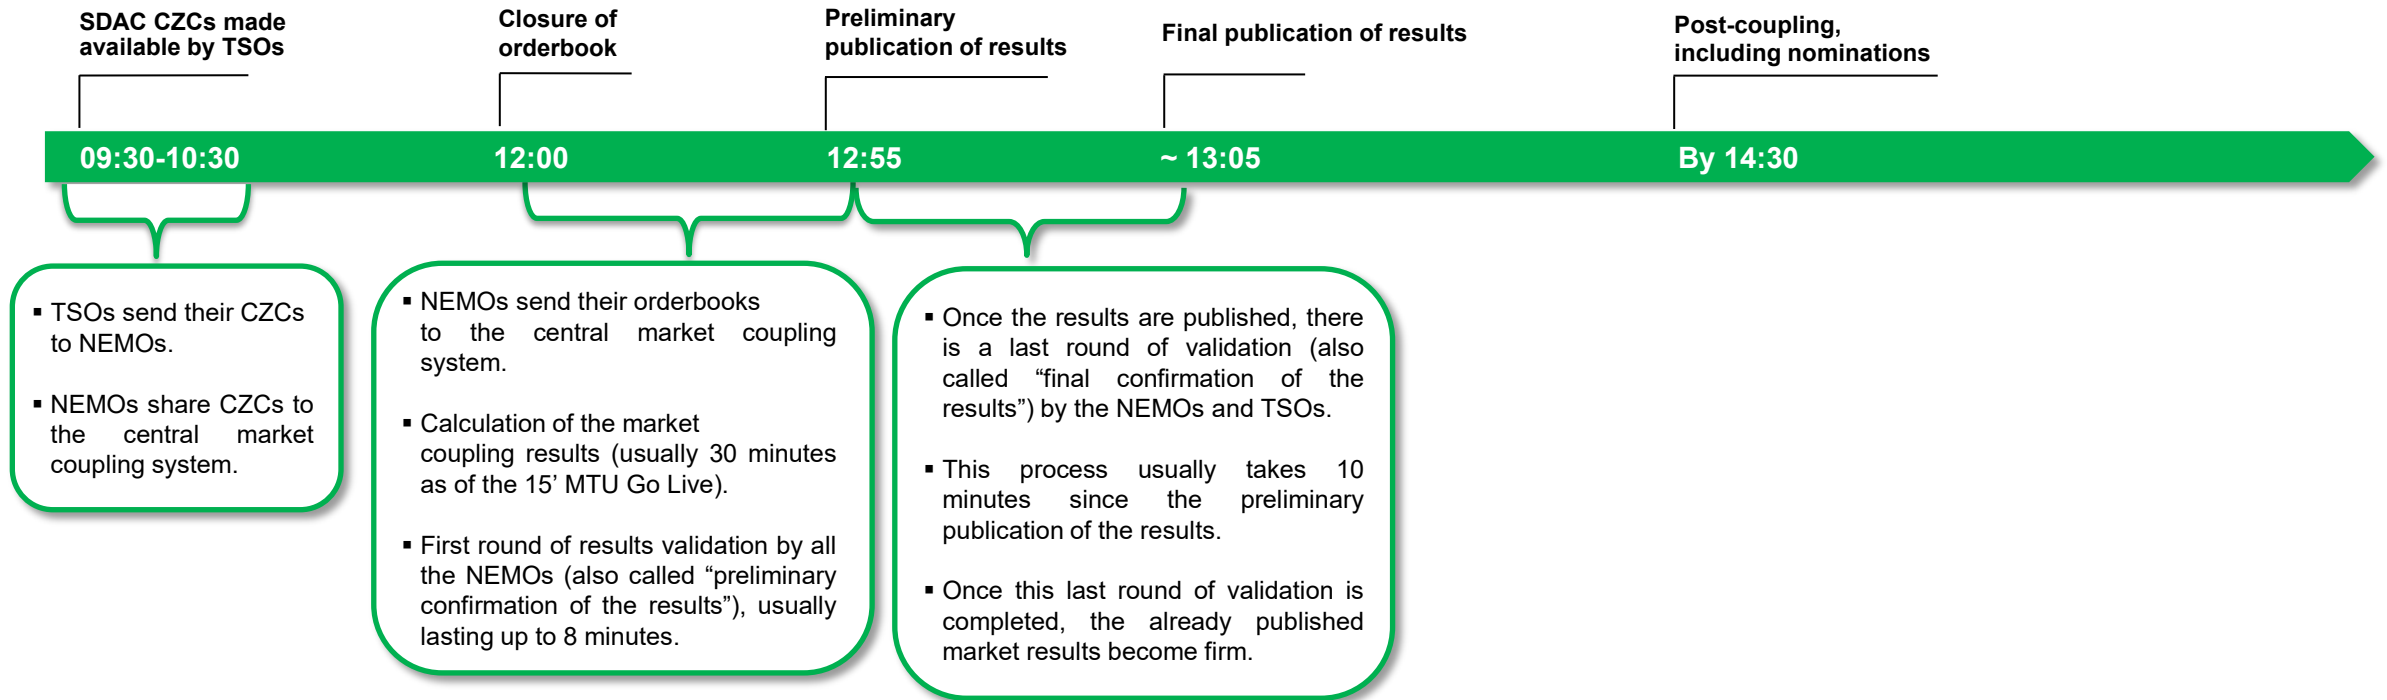 SDAC CZCs made
available by TSOs
Closure of
orderbook
Preliminary
publication of results
Final publication of results
Post-coupling,
including nominations
09:30-10:30
12:00
12:55
~ 13:05
By 14:30
▪ TSOs send their CZCs
to NEMOs.
▪ NEMOs share CZCs to
the central market
coupling system.
▪ NEMOs send their orderbooks
to the central market coupling
system.
▪ Calculation of the market
coupling results (usually 30 minutes
as of the 15’ MTU Go Live).
▪ First round of results validation by all
the NEMOs (also called “preliminary
confirmation of the results”), usually
lasting up to 8 minutes.
▪ Once the results are published, there
is a last round of validation (also
called “final confirmation of the
results”) by the NEMOs and TSOs.
▪ This process usually takes 10
minutes since the preliminary
publication of the results.
▪ Once this last round of validation is
completed, the already published
market results become firm.